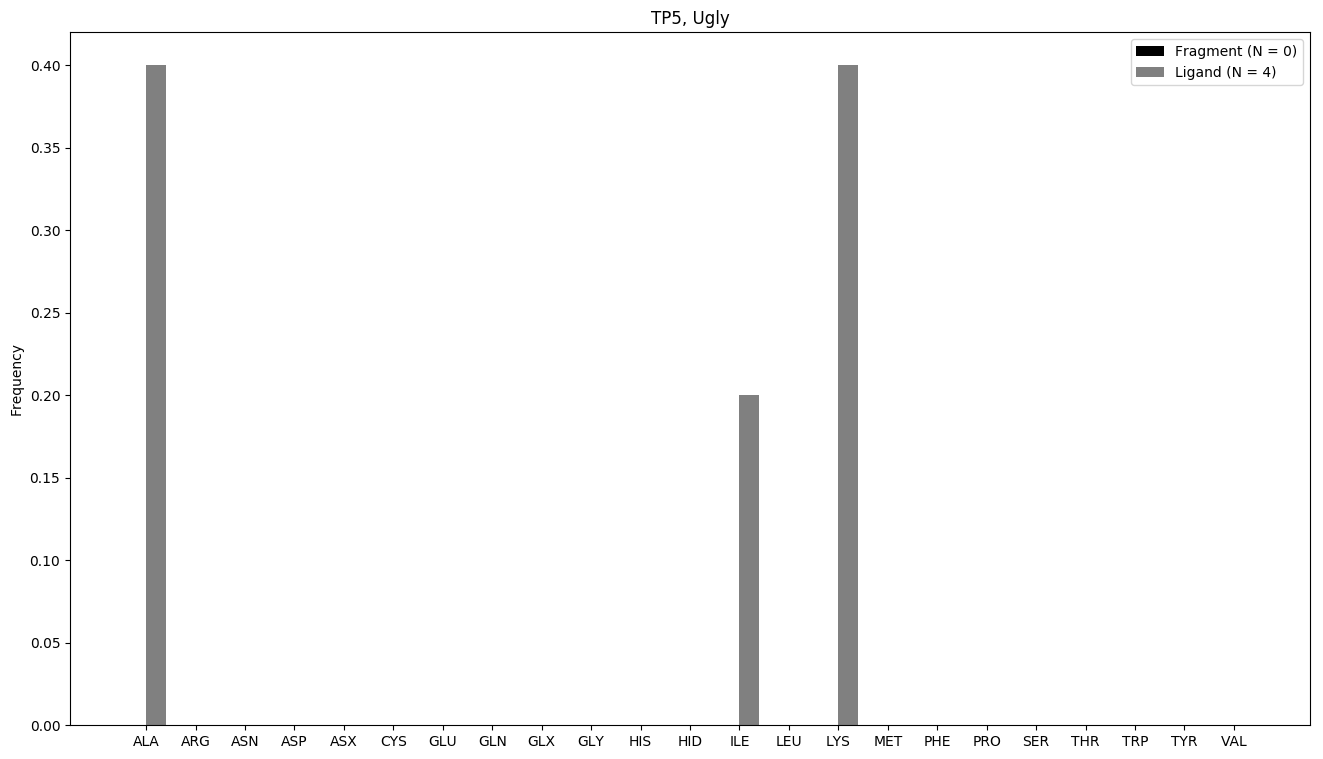 TP5, Ugly
Fragment (N = 0)
Ligand (N = 4)
Frequency
0.40
0.35
0.30
0.25
0.20
0.15
0.10
0.05
0.00
ALA ARG ASN ASP ASX CYS GLU GLN GLX GLY HIS HID ILE LEU LYS MET PHE PRO SER THR TRP TYR VAL